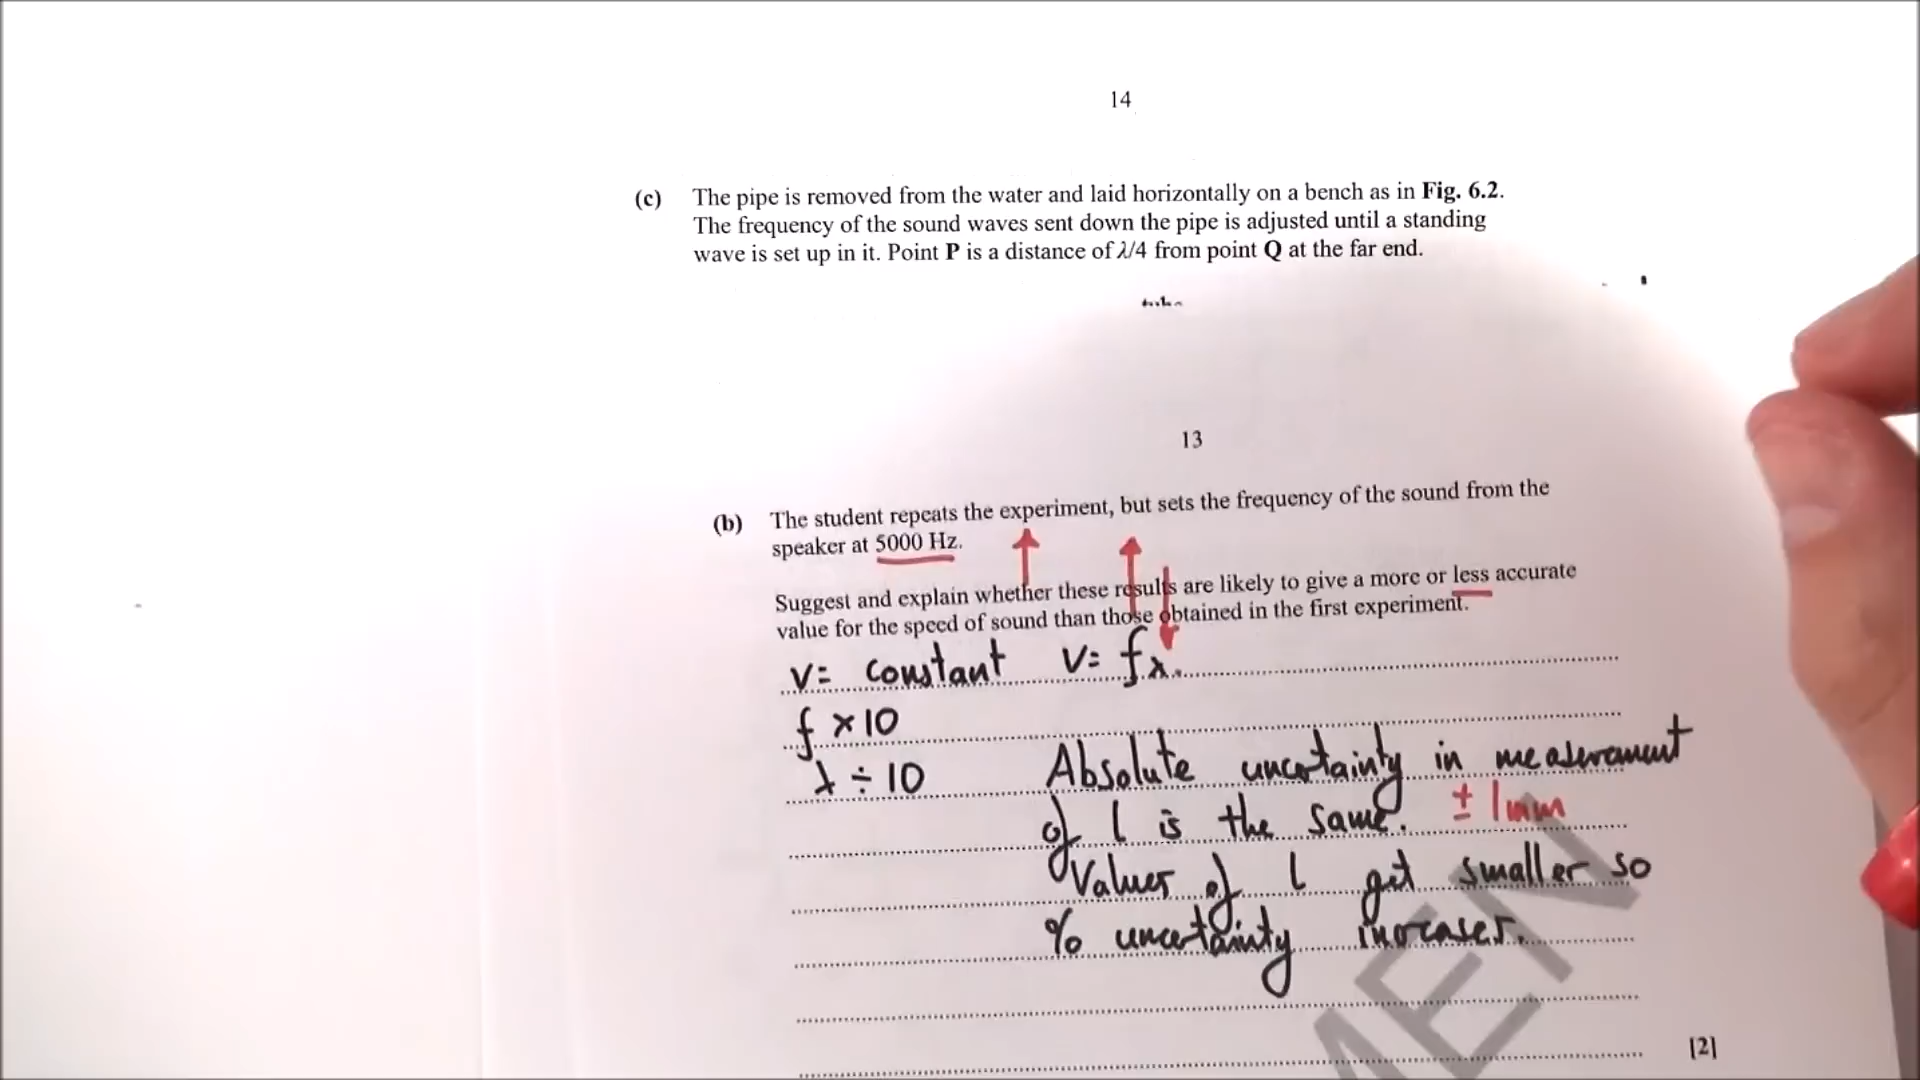 14
(c) The pipe is removed from the water and laid horizontally on a bench as in Fig. 6.2.
The frequency of the sound waves sent down the pipe is adjusted until a standing
wave is set up in it. Point P is a distance of λ/4 from point Q at the far end.
13
(b) The student repeats the experiment, but sets the frequency of the sound from the
speaker at 5000 Hz.
Suggest and explain whether these results are likely to give a more or less accurate
value for the speed of sound than those obtained in the first experiment.
v= constant v= fλ.
f ×10
λ ÷ 10 Absolute uncertainty in measurement
of l is the same. ± 1mm
Values of l get smaller so
% uncertainty increases.
MEN
[2]